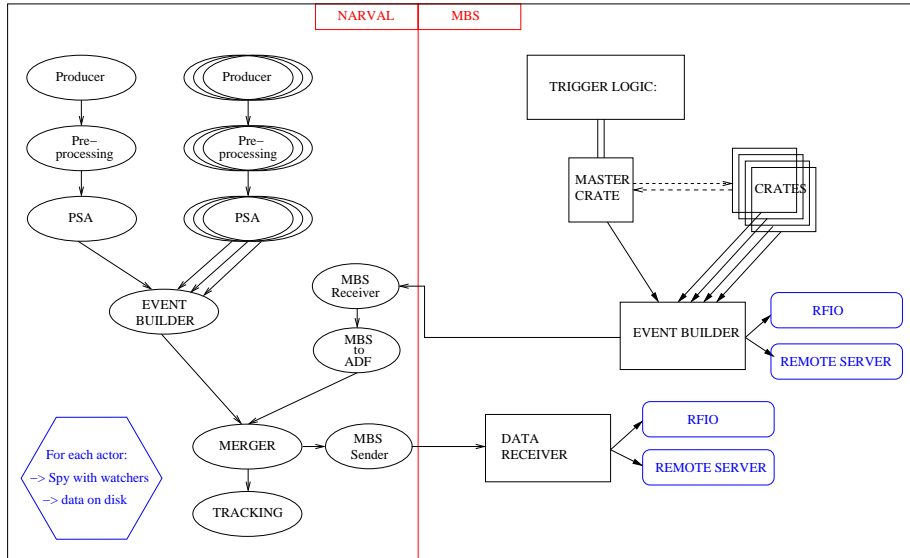 NARVAL
MBS
Producer
Producer
TRIGGER LOGIC:
Pre–
processing
Pre–
processing
MASTER
CRATE
CRATES
PSA
PSA
MBS
Receiver
EVENT
BUILDER
EVENT BUILDER
RFIO
REMOTE SERVER
MBS
to
ADF
MERGER
MBS
Sender
DATA
RECEIVER
RFIO
REMOTE SERVER
For each actor:
–> Spy with watchers
–> data on disk
TRACKING